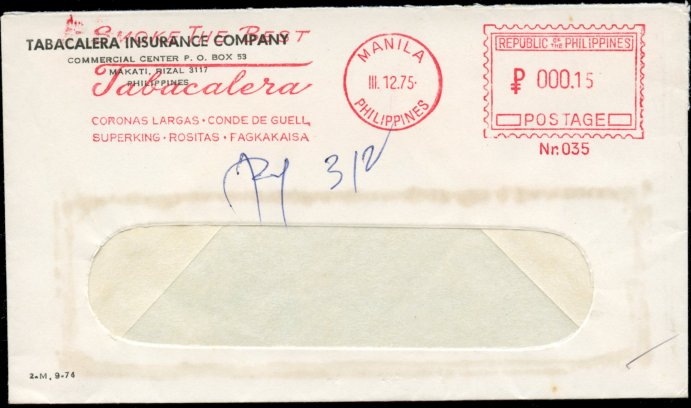 SMOKE THE BEST
TABACALERA INSURANCE COMPANY
COMMERCIAL CENTER P. O. BOX 53
MAKATI, RIZAL 3117
PHILIPPINES
Tabacalera
CORONAS LARGAS · CONDE DE GUELL
SUPERKING · ROSITAS · FAGKAKAISA
MANILA
III. 12.75·
PHILIPPINES
REPUBLIC OF THE PHILIPPINES
₱ 000.15
POSTAGE
Nr. 035
3/2
2-M, 9-74